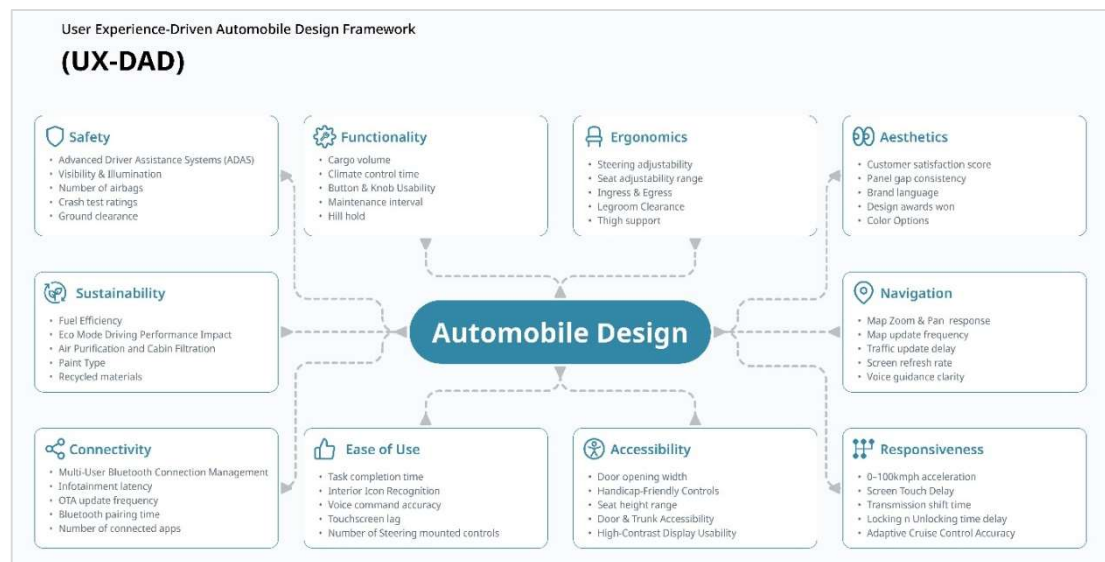 User Experience-Driven Automobile Design Framework
(UX-DAD)
Safety
• Advanced Driver Assistance Systems (ADAS)
• Visibility & Illumination
• Number of airbags
• Crash test ratings
• Ground clearance
Functionality
• Cargo volume
• Climate control time
• Button & Knob Usability
• Maintenance interval
• Hill hold
Ergonomics
• Steering adjustability
• Seat adjustability range
• Ingress & Egress
• Legroom Clearance
• Thigh support
Aesthetics
• Customer satisfaction score
• Panel gap consistency
• Brand language
• Design awards won
• Color Options
Sustainability
• Fuel Efficiency
• Eco Mode Driving Performance Impact
• Air Purification and Cabin Filtration
• Paint Type
• Recycled materials
Automobile Design
Navigation
• Map Zoom & Pan response
• Map update frequency
• Traffic update delay
• Screen refresh rate
• Voice guidance clarity
Connectivity
• Multi-User Bluetooth Connection Management
• Infotainment latency
• OTA update frequency
• Bluetooth pairing time
• Number of connected apps
Ease of Use
• Task completion time
• Interior Icon Recognition
• Voice command accuracy
• Touchscreen lag
• Number of Steering mounted controls
Accessibility
• Door opening width
• Handicap-Friendly Controls
• Seat height range
• Door & Trunk Accessibility
• High-Contrast Display Usability
Responsiveness
• 0–100kmph acceleration
• Screen Touch Delay
• Transmission shift time
• Locking n Unlocking time delay
• Adaptive Cruise Control Accuracy